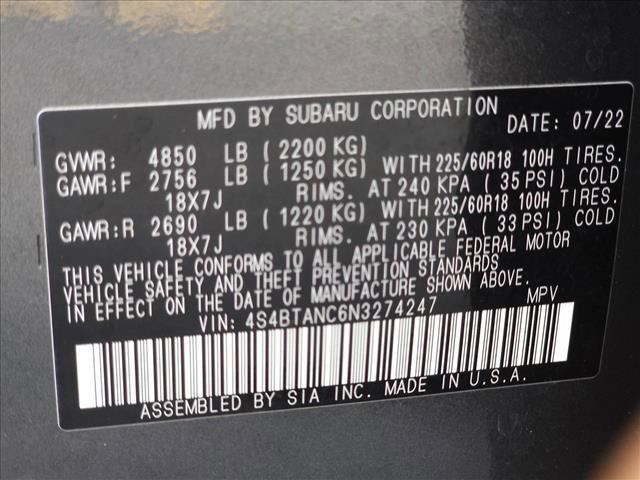 MFD BY SUBARU CORPORATION DATE: 07/22
GVWR: 4850 LB (2200 KG)
GAWR:F 2756 LB (1250 KG) WITH 225/60R18 100H TIRES.
18X7J RIMS. AT 240 KPA (35 PSI) COLD
GAWR:R 2690 LB (1220 KG) WITH 225/60R18 100H TIRES.
18X7J RIMS. AT 230 KPA (33 PSI) COLD
THIS VEHICLE CONFORMS TO ALL APPLICABLE FEDERAL MOTOR
VEHICLE SAFETY AND THEFT PREVENTION STANDARDS
IN EFFECT ON THE DATE OF MANUFACTURE SHOWN ABOVE.
VIN: 4S4BTANC6N3274247 MPV
ASSEMBLED BY SIA INC. MADE IN U.S.A.